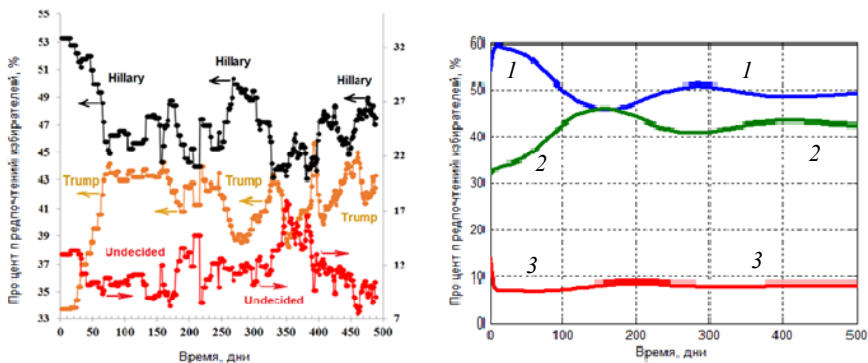 Про цент предпочтений избирателей, %
53
51
49
47
45
43
41
39
37
35
33
32
27
22
17
12
7
Hillary
Hillary
Hillary
Trump
Trump
Trump
Undecided
Undecided
0 50 100 150 200 250 300 350 400 450 500
Время, дни
Про цент предпочтений избирателей, %
60
50
40
30
20
10
0
1
1
2
2
3
3
0 100 200 300 400 500
Время, дни